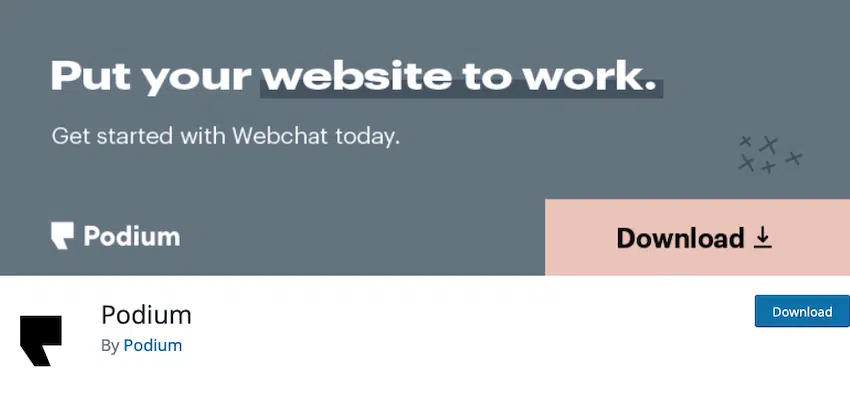 Put your website to work.
Get started with Webchat today.
Podium
Download
Podium
Download
By Podium